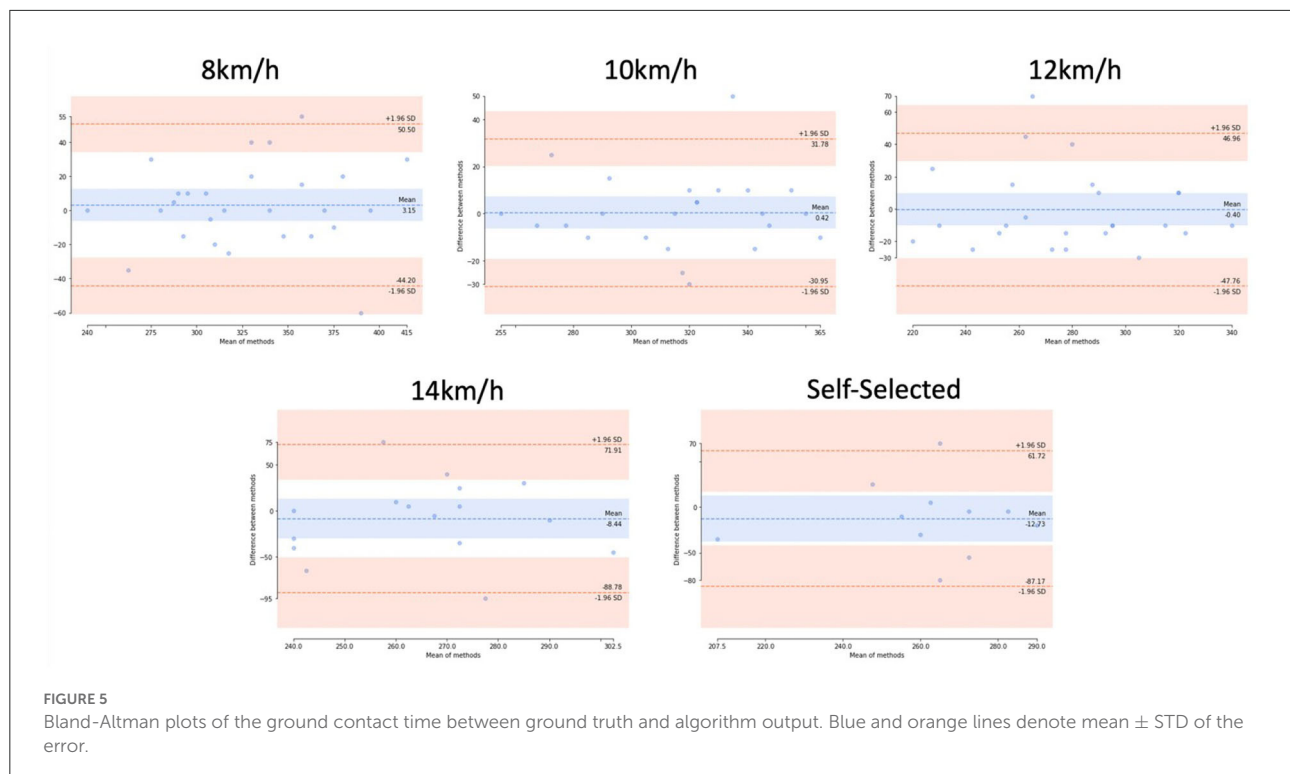 8km/h
55
40
20
0
−20
−40
−60
+1.96 SD
50.50
Mean
3.15
-44.20
-1.96 SD
240
275
300
325
350
375
415
Mean of methods
10km/h
Difference between methods
50
40
20
0
−20
−30
+1.96 SD
31.78
Mean
0.42
-30.95
-1.96 SD
255
280
300
320
340
365
Mean of methods
12km/h
Difference between methods
70
60
40
20
0
−20
−30
+1.96 SD
46.96
Mean
-0.40
-47.76
-1.96 SD
220
240
260
280
300
320
340
Mean of methods
14km/h
Difference between methods
75
50
0
−50
−95
+1.96 SD
71.91
Mean
-8.44
-88.78
-1.96 SD
240.0
250.0
260.0
270.0
280.0
290.0
302.5
Mean of methods
Self-Selected
Difference between methods
70
0
−50
−80
+1.96 SD
61.72
Mean
-12.73
-87.17
-1.96 SD
207.5
220.0
240.0
260.0
280.0
290.0
Mean of methods
FIGURE 5
Bland-Altman plots of the ground contact time between ground truth and algorithm output. Blue and orange lines denote mean ± STD of the
error.